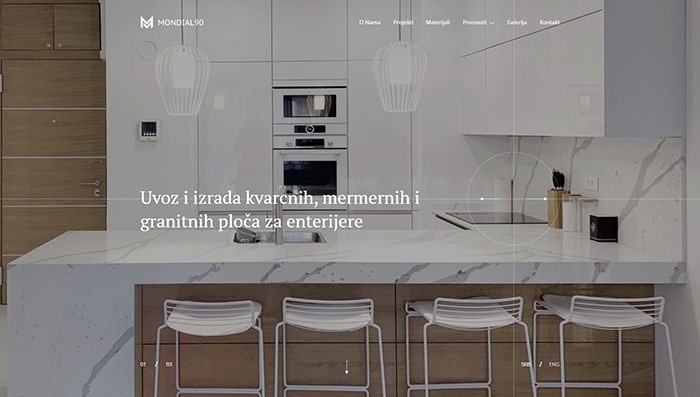 MONDIAL90
O Nama Projekti Materijali Proizvodi Galerija Kontakt
Uvoz i izrada kvarcnih, mermernih i
granitnih ploča za enterijere
01 / 03
SRB / ENG